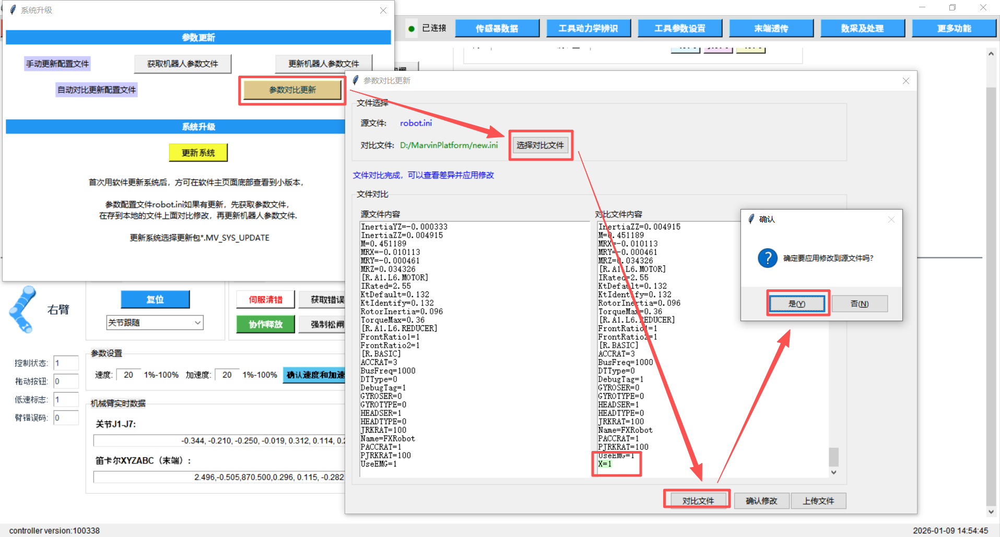 系统升级
参数更新
手动更新配置文件
获取机器人参数文件
更新机器人参数文件
自动对比更新配置文件
参数对比更新
系统升级
更新系统
首次用软件更新系统后，方可在软件主页面底部查看到小版本，
参数配置文件robot.ini如果有更新，先获取参数文件，
在存到本地的文件上面对比修改，再更新机器人参数文件.
更新系统选择更新包*.MV_SYS_UPDATE
已连接
传感器数据
工具动力学辨识
工具参数设置
末端透传
数采及处理
更多功能
参数对比更新
文件选择
源文件:
robot.ini
对比文件:
D:/MarvinPlatform/new.ini
选择对比文件
文件对比完成，可以查看差异并应用修改
文件对比
源文件内容
InertiaYZ=-0.000333
InertiaZZ=0.004915
M=0.451189
MRX=-0.010113
MRY=-0.000461
MRZ=0.034326
[R.A1.L6.MOTOR]
IRated=2.55
KtDefault=0.132
KtIdentify=0.132
RotorInertia=0.096
TorqueMax=0.36
[R.A1.L6.REDUCER]
FrontRatio1=1
FrontRatio2=1
[R.BASIC]
ACCRAT=3
BusFreq=1000
DTType=0
DebugTag=1
GYROSER=0
GYROTYPE=0
HEADSER=1
HEADTYPE=0
JRKRAT=100
Name=FXRobot
PACCRAT=1
PJRKRAT=100
UseEMG=1
对比文件内容
InertiaZZ=0.004915
M=0.451189
MRX=-0.010113
MRY=-0.000461
MRZ=0.034326
[R.A1.L6.MOTOR]
IRated=2.55
KtDefault=0.132
KtIdentify=0.132
RotorInertia=0.096
TorqueMax=0.36
[R.A1.L6.REDUCER]
FrontRatio1=1
FrontRatio2=1
[R.BASIC]
ACCRAT=3
BusFreq=1000
DTType=0
DebugTag=1
GYROSER=0
GYROTYPE=0
HEADSER=1
HEADTYPE=0
JRKRAT=100
Name=FXRobot
PACCRAT=1
PJRKRAT=100
UseEMG=1
X=1
对比文件
确认修改
上传文件
确认
确定要应用修改到源文件吗?
是(Y)
否(N)
右臂
复位
关节跟随
伺服清错
获取错误
协作释放
强制松闸
控制状态: 1
拖动按钮: 0
低速标志: 1
臂错误码: 0
参数设置
速度: 20 1%-100% 加速度: 20 1%-100%
确认速度和加速
机械臂实时数据
关节J1-J7:
-0.344, -0.210, -0.250, -0.019, 0.312, 0.114,
笛卡尔XYZABC（末端）:
2.496,-0.505,870.500,0.296, 0.115, -0.282
controller version:100338
2026-01-09 14:54:45